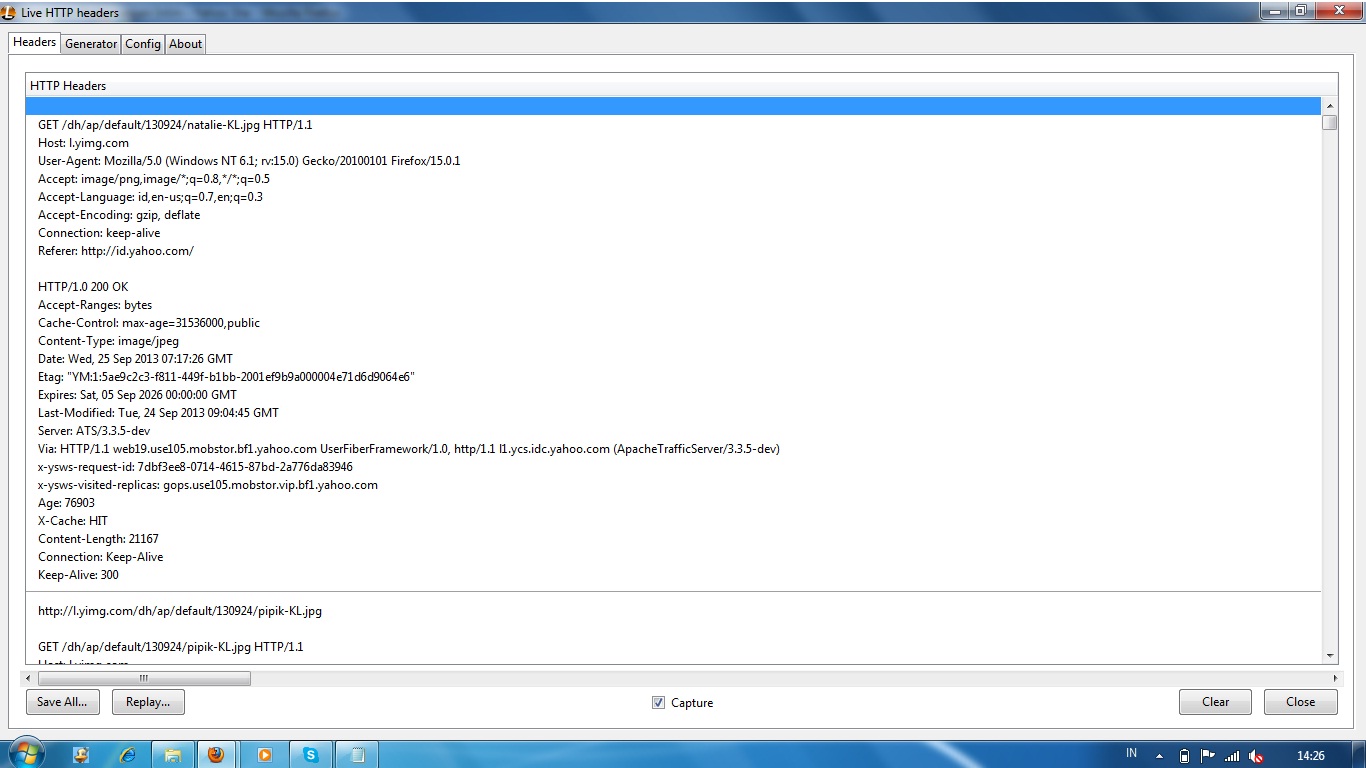 Live HTTP headers
Headers
Generator
Config
About
HTTP Headers
GET /dh/ap/default/130924/natalie-KL.jpg HTTP/1.1
Host: l.yimg.com
User-Agent: Mozilla/5.0 (Windows NT 6.1; rv:15.0) Gecko/20100101 Firefox/15.0.1
Accept: image/png,image/*;q=0.8,*/*;q=0.5
Accept-Language: id,en-us;q=0.7,en;q=0.3
Accept-Encoding: gzip, deflate
Connection: keep-alive
Referer: http://id.yahoo.com/
HTTP/1.0 200 OK
Accept-Ranges: bytes
Cache-Control: max-age=31536000,public
Content-Type: image/jpeg
Date: Wed, 25 Sep 2013 07:17:26 GMT
Etag: "YM:1:5ae9c2c3-f811-449f-b1bb-2001ef9b9a000004e71d6d9064e6"
Expires: Sat, 05 Sep 2026 00:00:00 GMT
Last-Modified: Tue, 24 Sep 2013 09:04:45 GMT
Server: ATS/3.3.5-dev
Via: HTTP/1.1 web19.use105.mobstor.bf1.yahoo.com UserFiberFramework/1.0, http/1.1 l1.ycs.idc.yahoo.com (ApacheTrafficServer/3.3.5-dev)
x-ysws-request-id: 7dbf3ee8-0714-4615-87bd-2a776da83946
x-ysws-visited-replicas: gops.use105.mobstor.vip.bf1.yahoo.com
Age: 76903
X-Cache: HIT
Content-Length: 21167
Connection: Keep-Alive
Keep-Alive: 300
http://l.yimg.com/dh/ap/default/130924/pipik-KL.jpg
GET /dh/ap/default/130924/pipik-KL.jpg HTTP/1.1
Host: l.yimg.com
Save All...
Replay...
Capture
Clear
Close
IN
14:26